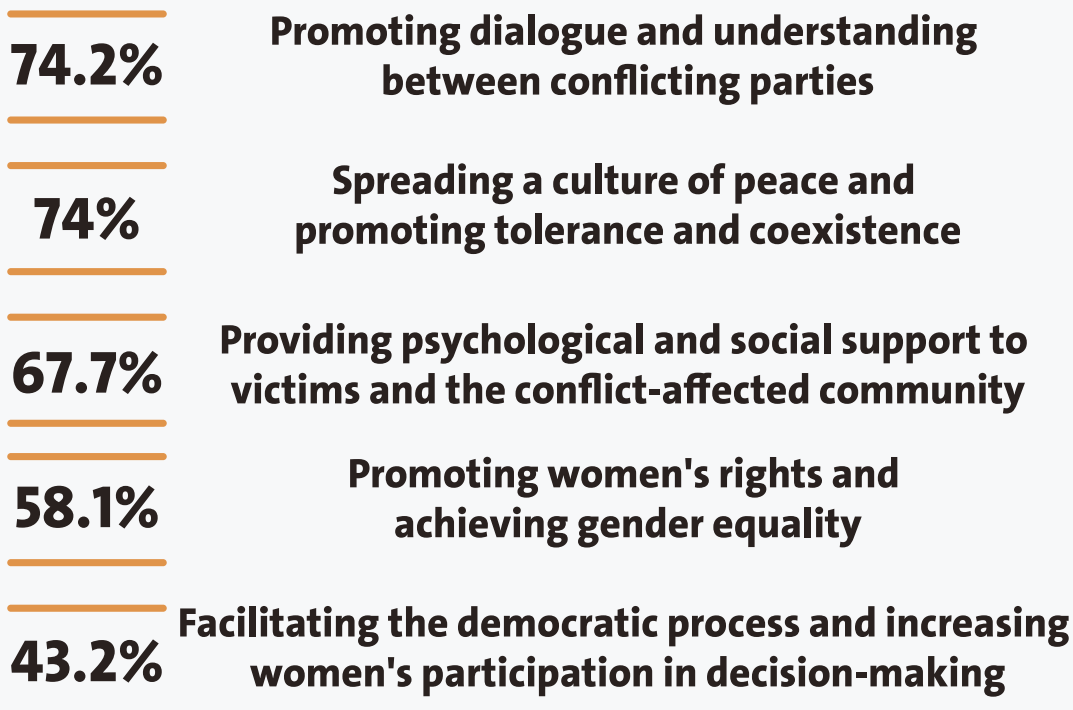 74.2%
Promoting dialogue and understanding
between conflicting parties
74%
Spreading a culture of peace and
promoting tolerance and coexistence
67.7%
Providing psychological and social support to
victims and the conflict-affected community
58.1%
Promoting women's rights and
achieving gender equality
43.2%
Facilitating the democratic process and increasing
women's participation in decision-making